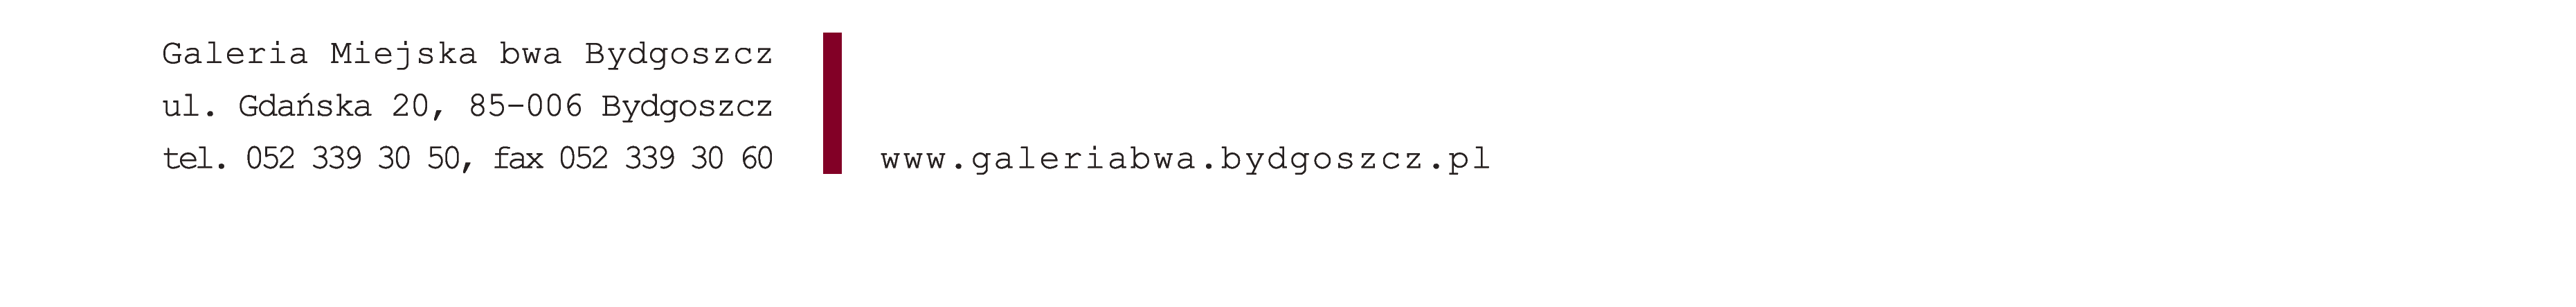 Galeria Miejska bwa Bydgoszcz
ul. Gdańska 20, 85-006 Bydgoszcz
tel. 052 339 30 50, fax 052 339 30 60
www.galeriabwa.bydgoszcz.pl